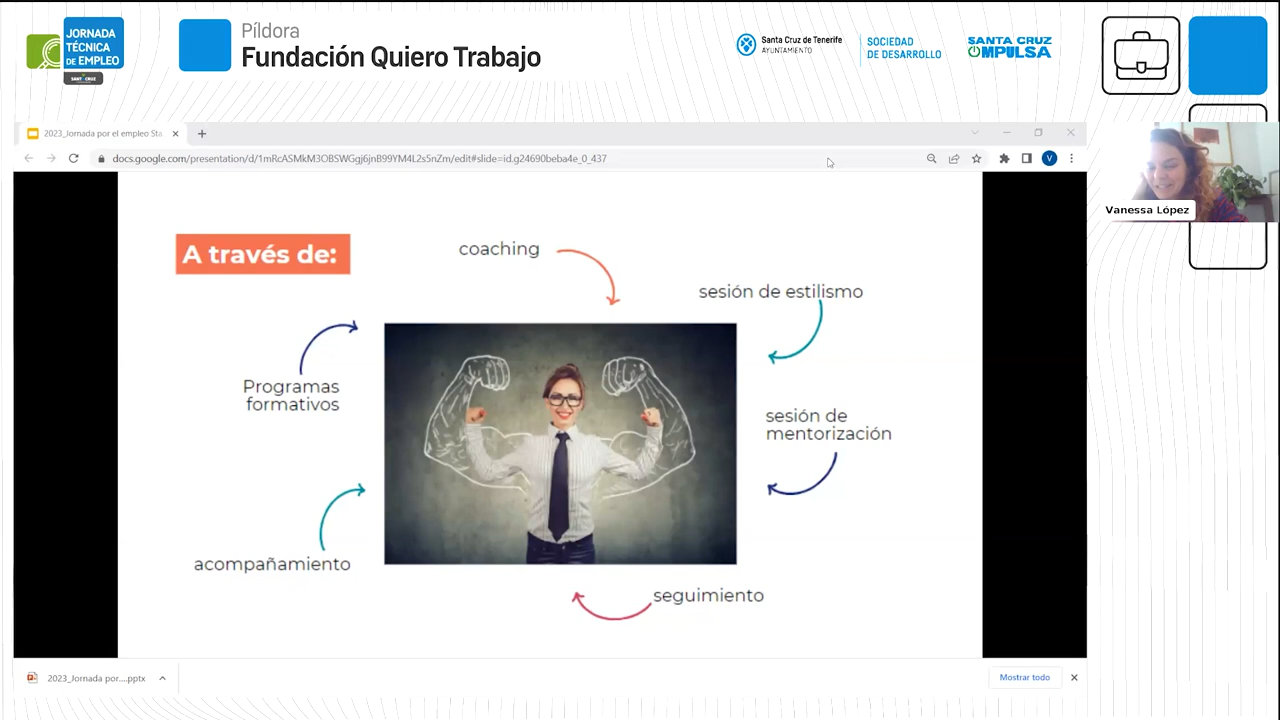 JORNADA
TÉCNICA
DE EMPLEO
Píldora
Fundación Quiero Trabajo
Santa Cruz de Tenerife
AYUNTAMIENTO
SOCIEDAD
DE DESARROLLO
SANTA CRUZ
OMPULSA
2023_Jornada por el empleo Sta
docs.google.com/presentation/d/1mRcASMkM3OBSWGgj6jnB99YM4L2s5nZm/edit#slide=id.g24690beba4e_0_437
V
Vanessa López
A través de:
coaching
sesión de estilismo
Programas
formativos
sesión de
mentorización
acompañamiento
seguimiento
2023_Jornada por....pptx
Mostrar todo